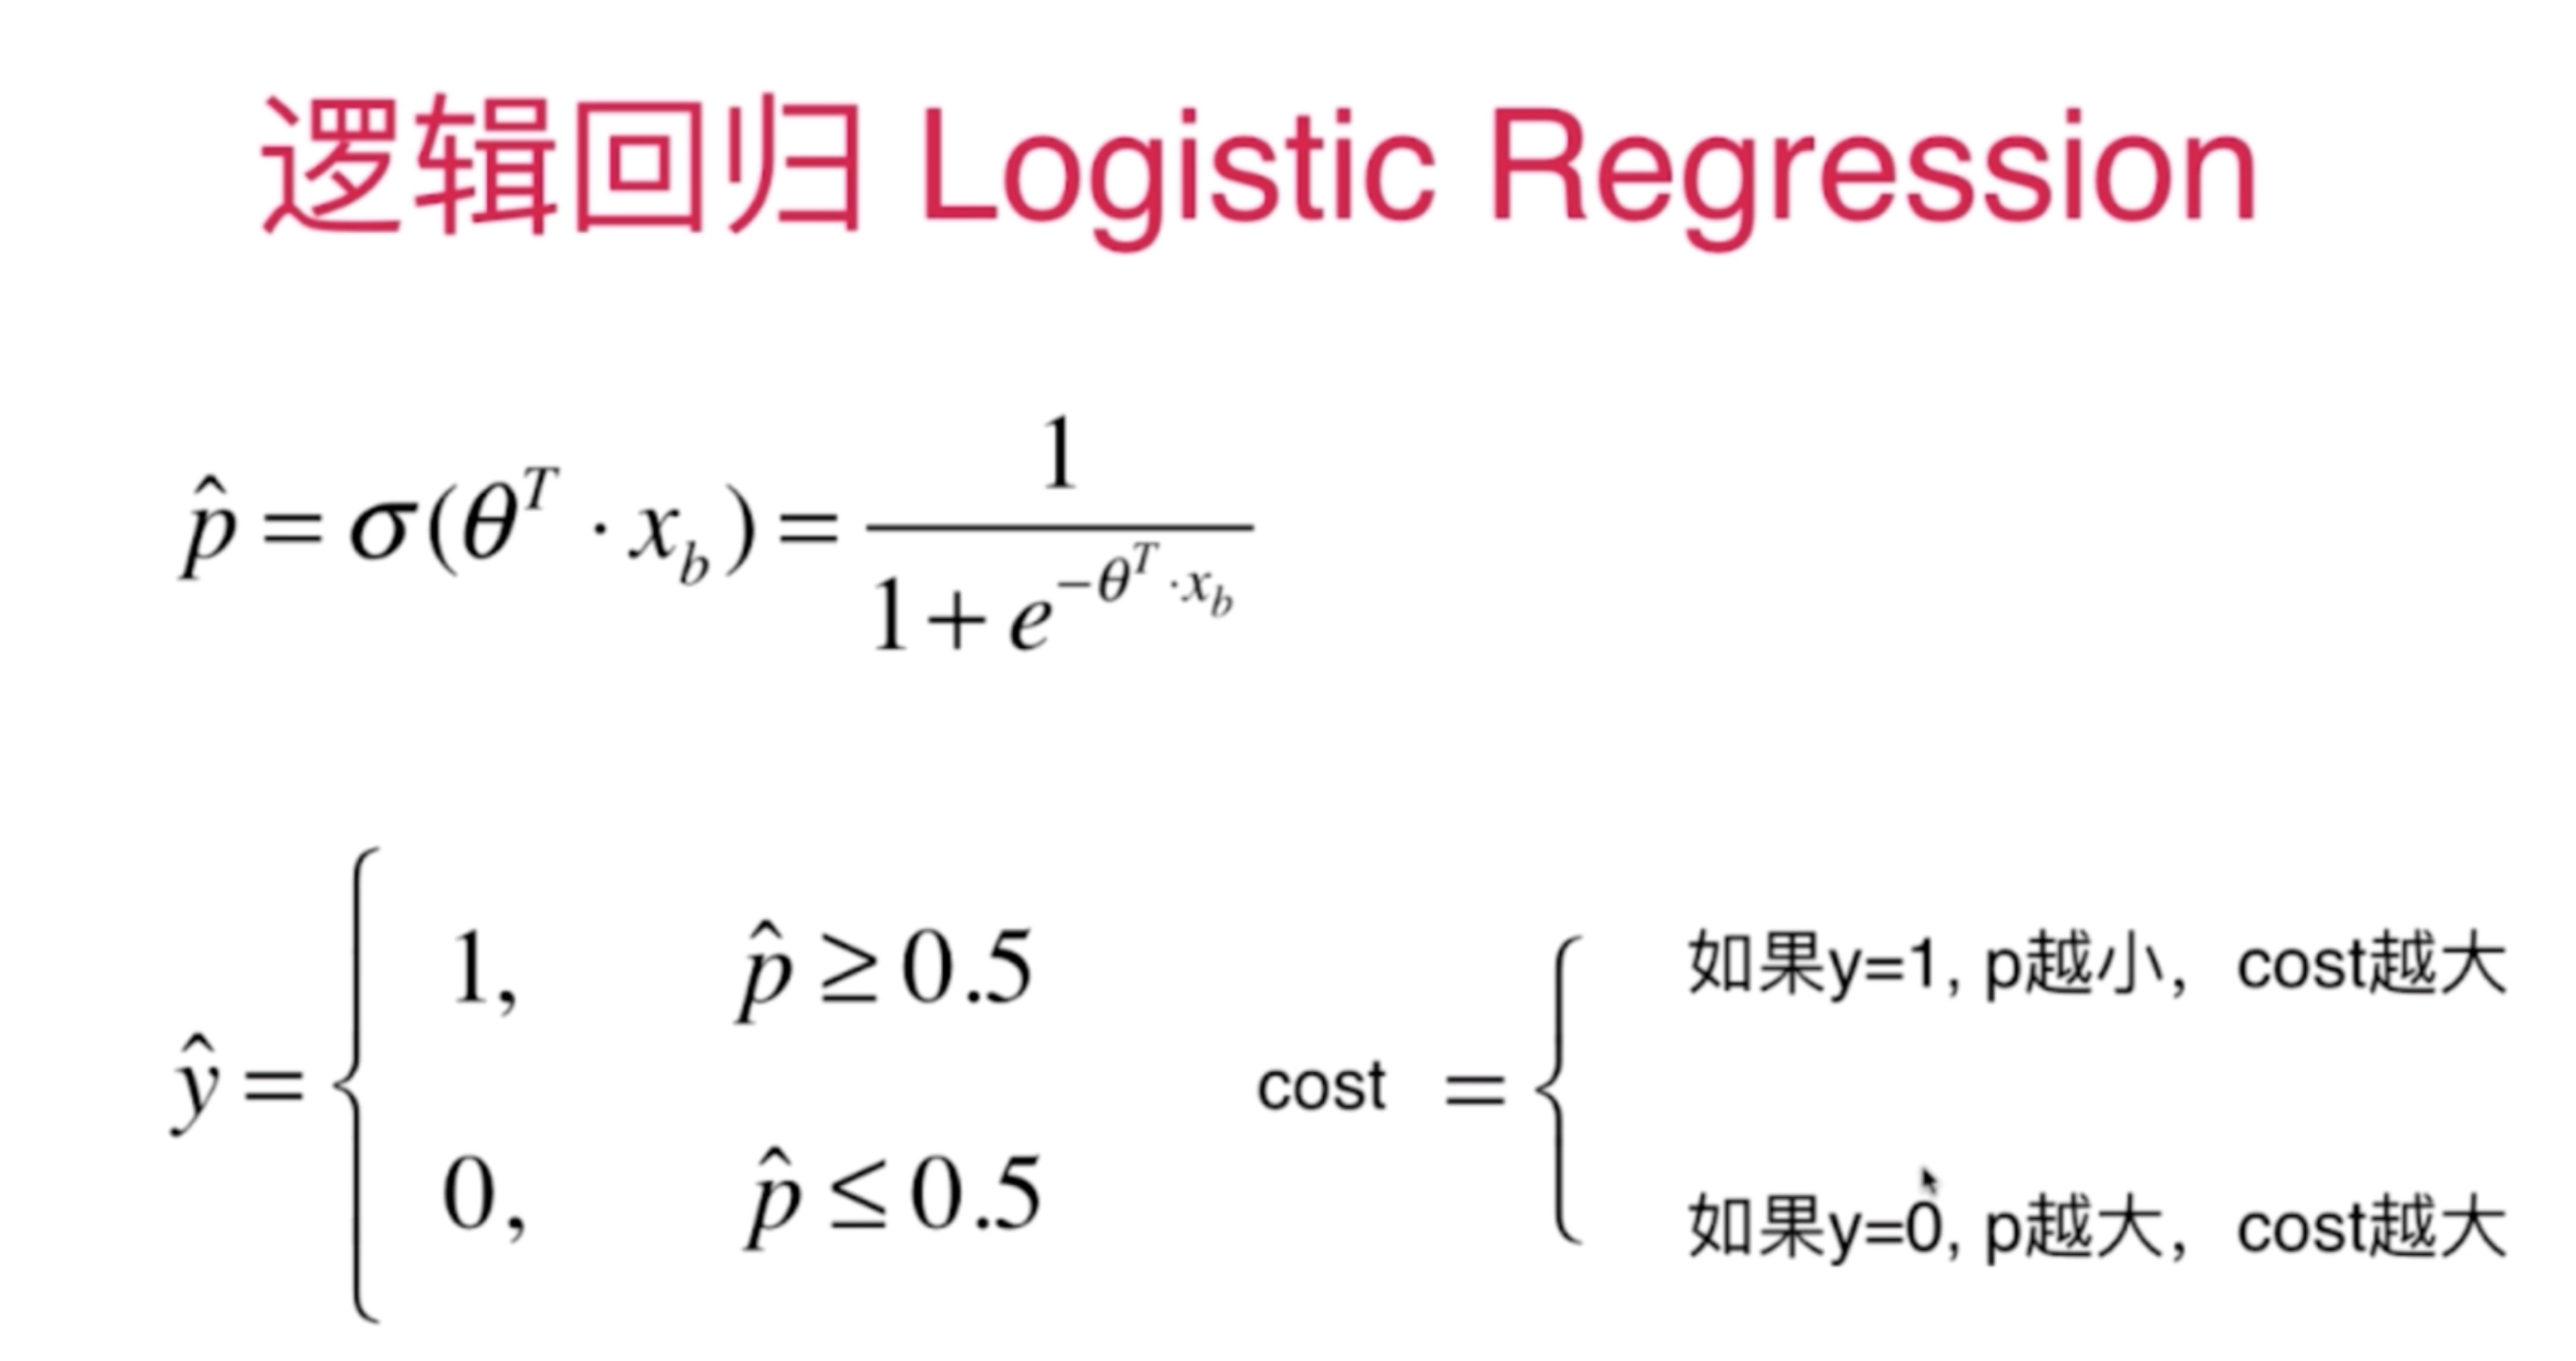 逻辑回归 Logistic Regression
p̂ = σ(θ^T · x_b) = 1 / (1 + e^(−θ^T · x_b))
ŷ = { 1, p̂ ≥ 0.5
0, p̂ ≤ 0.5
cost = { 如果y=1, p越小，cost越大
如果y=0, p越大，cost越大